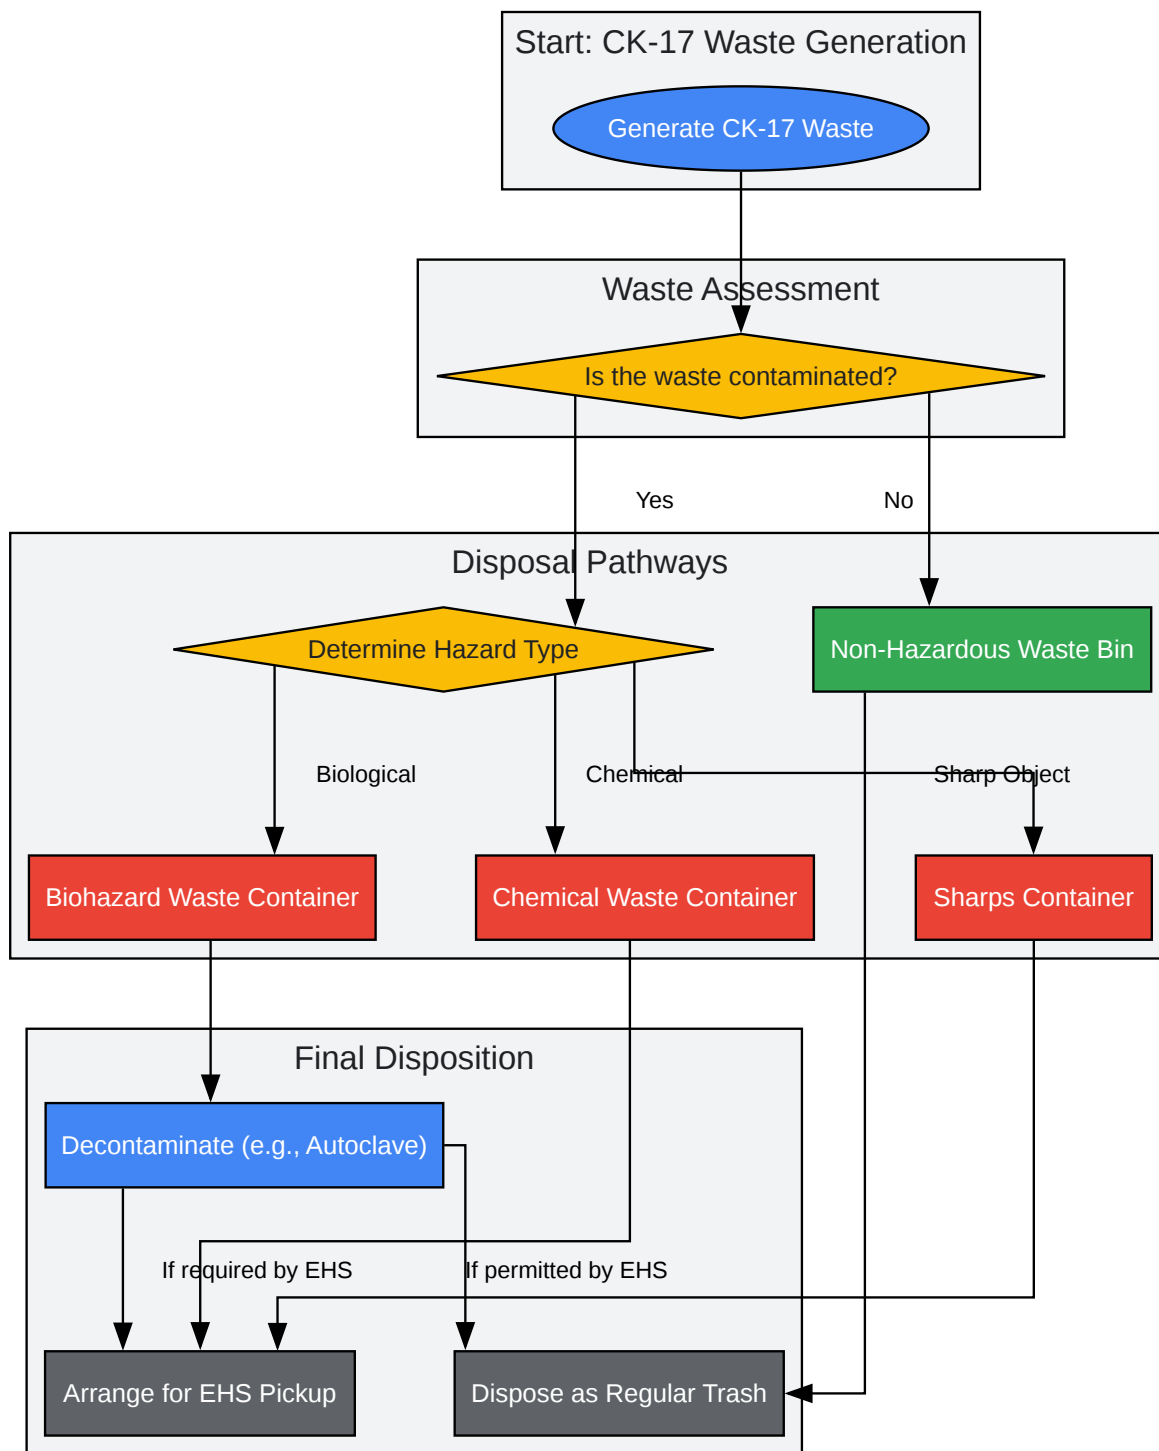 Start: CK-17 Waste Generation
Generate CK-17 Waste
Waste Assessment
Is the waste contaminated?
Yes
No
Disposal Pathways
Determine Hazard Type
Non-Hazardous Waste Bin
Biological
Chemical
Sharp Object
Biohazard Waste Container
Chemical Waste Container
Sharps Container
Final Disposition
Decontaminate (e.g., Autoclave)
If required by EHS
If permitted by EHS
Arrange for EHS Pickup
Dispose as Regular Trash